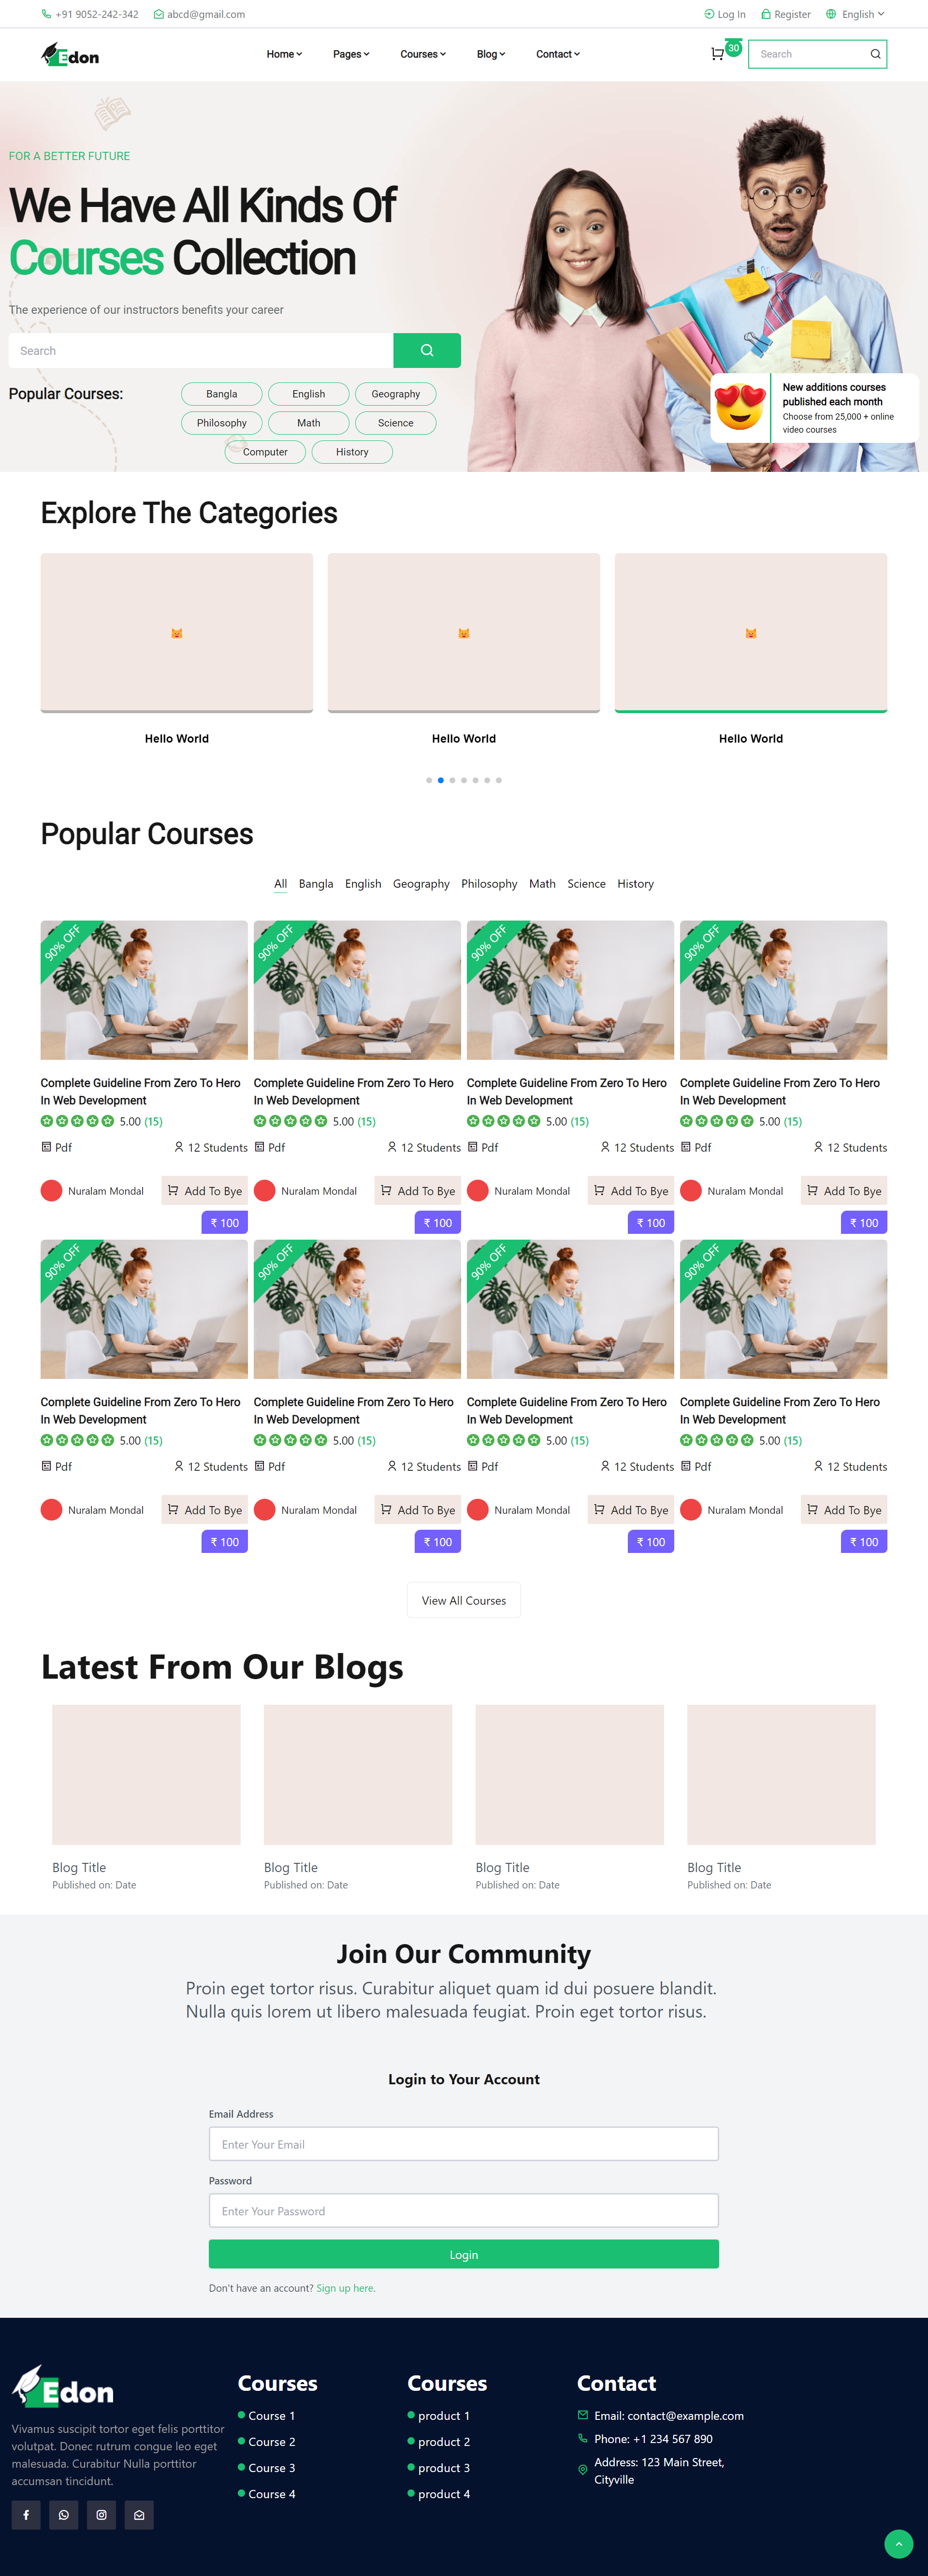 +91 9052-242-342 abcd@gmail.com Log In Register English
Edon Home Pages Courses Blog Contact 30 Search
FOR A BETTER FUTURE
We Have All Kinds Of
Courses Collection
The experience of our instructors benefits your career
Search
Popular Courses: Bangla English Geography
Philosophy Math Science
Computer History
New additions courses
published each month
Choose from 25,000 + online
video courses
Explore The Categories
Hello World Hello World Hello World
Popular Courses
All Bangla English Geography Philosophy Math Science History
90% OFF 90% OFF 90% OFF 90% OFF
Complete Guideline From Zero To Hero Complete Guideline From Zero To Hero Complete Guideline From Zero To Hero Complete Guideline From Zero To Hero
In Web Development In Web Development In Web Development In Web Development
5.00 (15) 5.00 (15) 5.00 (15) 5.00 (15)
Pdf 12 Students Pdf 12 Students Pdf 12 Students Pdf 12 Students
Nuralam Mondal Add To Bye Nuralam Mondal Add To Bye Nuralam Mondal Add To Bye Nuralam Mondal Add To Bye
₹ 100 ₹ 100 ₹ 100 ₹ 100
90% OFF 90% OFF 90% OFF 90% OFF
Complete Guideline From Zero To Hero Complete Guideline From Zero To Hero Complete Guideline From Zero To Hero Complete Guideline From Zero To Hero
In Web Development In Web Development In Web Development In Web Development
5.00 (15) 5.00 (15) 5.00 (15) 5.00 (15)
Pdf 12 Students Pdf 12 Students Pdf 12 Students Pdf 12 Students
Nuralam Mondal Add To Bye Nuralam Mondal Add To Bye Nuralam Mondal Add To Bye Nuralam Mondal Add To Bye
₹ 100 ₹ 100 ₹ 100 ₹ 100
View All Courses
Latest From Our Blogs
Blog Title Blog Title Blog Title Blog Title
Published on: Date Published on: Date Published on: Date Published on: Date
Join Our Community
Proin eget tortor risus. Curabitur aliquet quam id dui posuere blandit.
Nulla quis lorem ut libero malesuada feugiat. Proin eget tortor risus.
Login to Your Account
Email Address
Enter Your Email
Password
Enter Your Password
Login
Don't have an account? Sign up here.
Edon
Vivamus suscipit tortor eget felis porttitor
volutpat. Donec rutrum congue leo eget
malesuada. Curabitur Nulla porttitor
accumsan tincidunt.
Courses
Course 1
Course 2
Course 3
Course 4
Courses
product 1
product 2
product 3
product 4
Contact
Email: contact@example.com
Phone: +1 234 567 890
Address: 123 Main Street,
Cityville